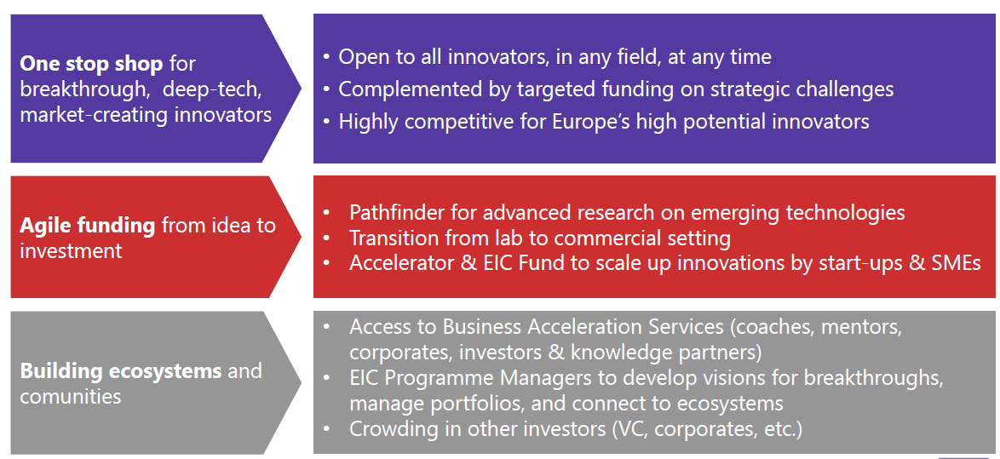 One stop shop for
breakthrough, deep-tech,
market-creating innovators
• Open to all innovators, in any field, at any time
• Complemented by targeted funding on strategic challenges
• Highly competitive for Europe's high potential innovators
Agile funding from idea to
investment
• Pathfinder for advanced research on emerging technologies
• Transition from lab to commercial setting
• Accelerator & EIC Fund to scale up innovations by start-ups & SMEs
Building ecosystems and
comunities
• Access to Business Acceleration Services (coaches, mentors,
corporates, investors & knowledge partners)
• EIC Programme Managers to develop visions for breakthroughs,
manage portfolios, and connect to ecosystems
• Crowding in other investors (VC, corporates, etc.)